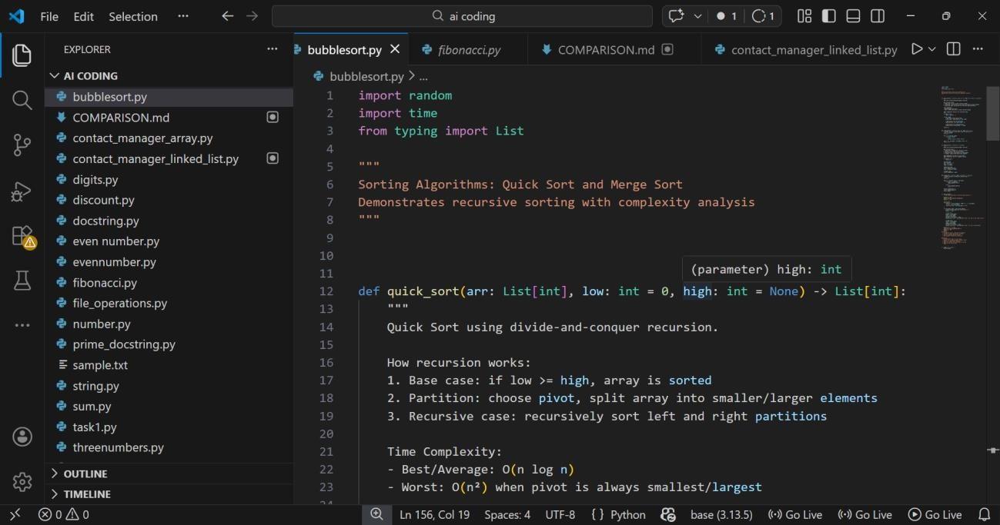 File Edit Selection ··· ai coding 1 1
EXPLORER ···
AI CODING
bubblesort.py
COMPARISON.md
contact_manager_array.py
contact_manager_linked_list.py
digits.py
discount.py
docstring.py
even number.py
evennumber.py
fibonacci.py
file_operations.py
number.py
prime_docstring.py
sample.txt
string.py
sum.py
task1.py
threenumbers.py
OUTLINE
TIMELINE
bubblesort.py fibonacci.py COMPARISON.md contact_manager_linked_list.py ···
bubblesort.py > ...
1 import random
2 import time
3 from typing import List
4
5 """
6 Sorting Algorithms: Quick Sort and Merge Sort
7 Demonstrates recursive sorting with complexity analysis
8 """
9
10
11
(parameter) high: int
12 def quick_sort(arr: List[int], low: int = 0, high: int = None) -> List[int]:
13 """
14 Quick Sort using divide-and-conquer recursion.
15
16 How recursion works:
17 1. Base case: if low >= high, array is sorted
18 2. Partition: choose pivot, split array into smaller/larger elements
19 3. Recursive case: recursively sort left and right partitions
20
21 Time Complexity:
22 - Best/Average: O(n log n)
23 - Worst: O(n²) when pivot is always smallest/largest
0 0 Ln 156, Col 19 Spaces: 4 UTF-8 { } Python base (3.13.5) Go Live Go Live Go Live